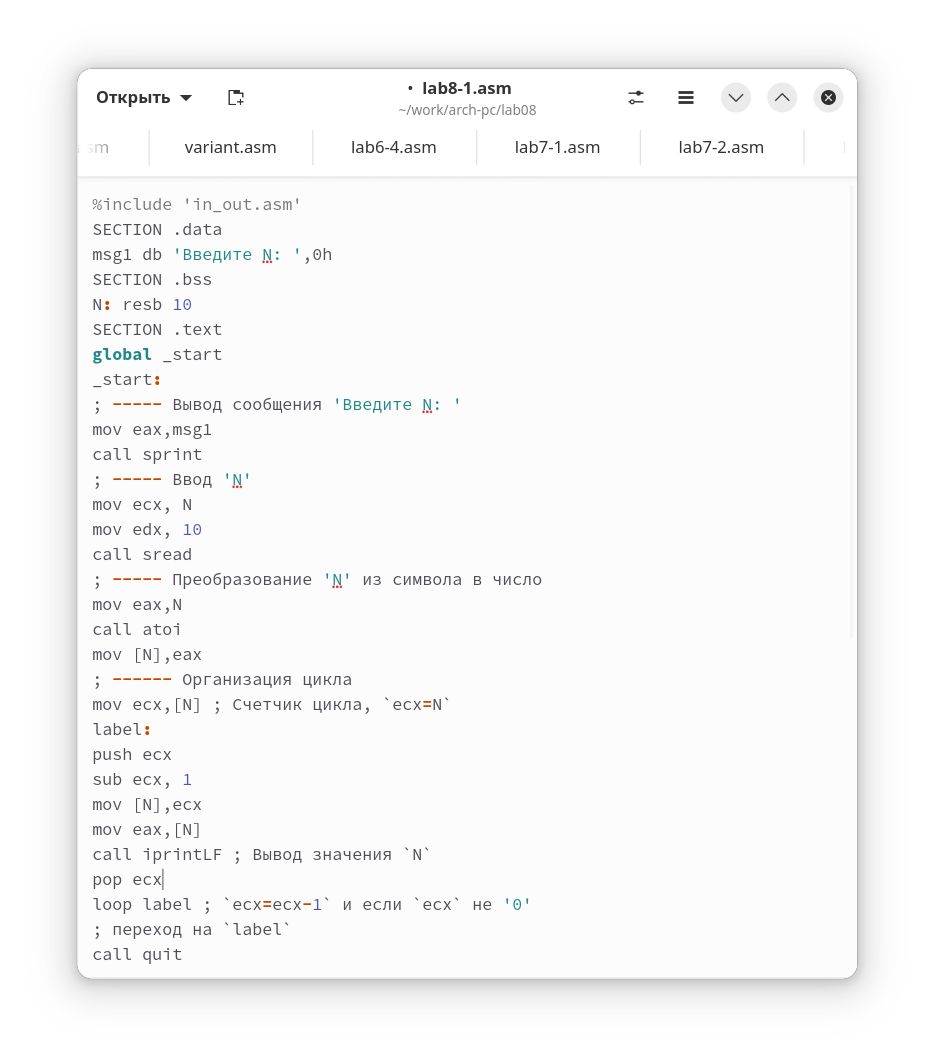 Открыть
• lab8-1.asm
~/work/arch-pc/lab08
variant.asm lab6-4.asm lab7-1.asm lab7-2.asm
%include 'in_out.asm'
SECTION .data
msg1 db 'Введите N: ',0h
SECTION .bss
N: resb 10
SECTION .text
global _start
_start:
; ----- Вывод сообщения 'Введите N: '
mov eax,msg1
call sprint
; ----- Ввод 'N'
mov ecx, N
mov edx, 10
call sread
; ----- Преобразование 'N' из символа в число
mov eax,N
call atoi
mov [N],eax
; ------ Организация цикла
mov ecx,[N] ; Счетчик цикла, `ecx=N`
label:
push ecx
sub ecx, 1
mov [N],ecx
mov eax,[N]
call iprintLF ; Вывод значения `N`
pop ecx
loop label ; `ecx=ecx-1` и если `ecx` не '0'
; переход на `label`
call quit